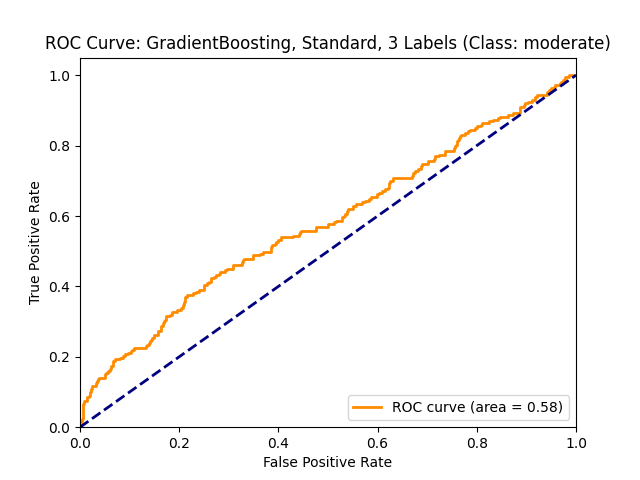 ROC Curve: GradientBoosting, Standard, 3 Labels (Class: moderate)
True Positive Rate
1.0
0.8
0.6
0.4
0.2
0.0
ROC curve (area = 0.58)
0.0 0.2 0.4 0.6 0.8 1.0
False Positive Rate